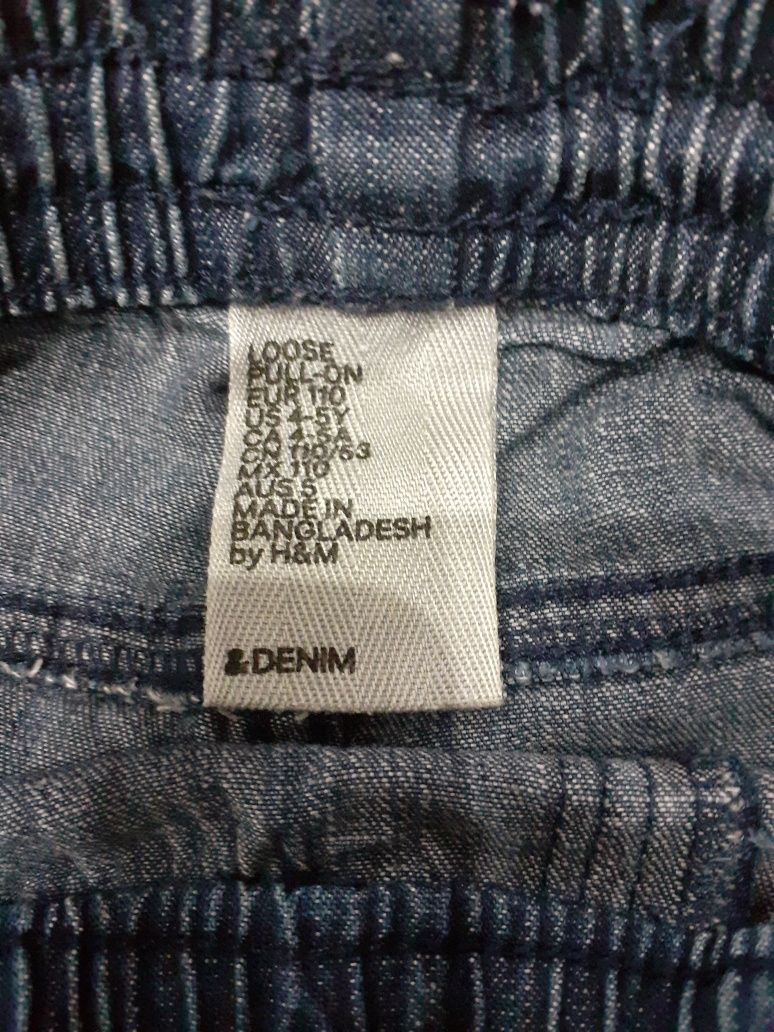 LOOSE
PULL-ON
EUR 110
US 4-5Y
CA 4-5A
CN 110/53
MX 110
AUS 5
MADE IN
BANGLADESH
by H&M
&DENIM